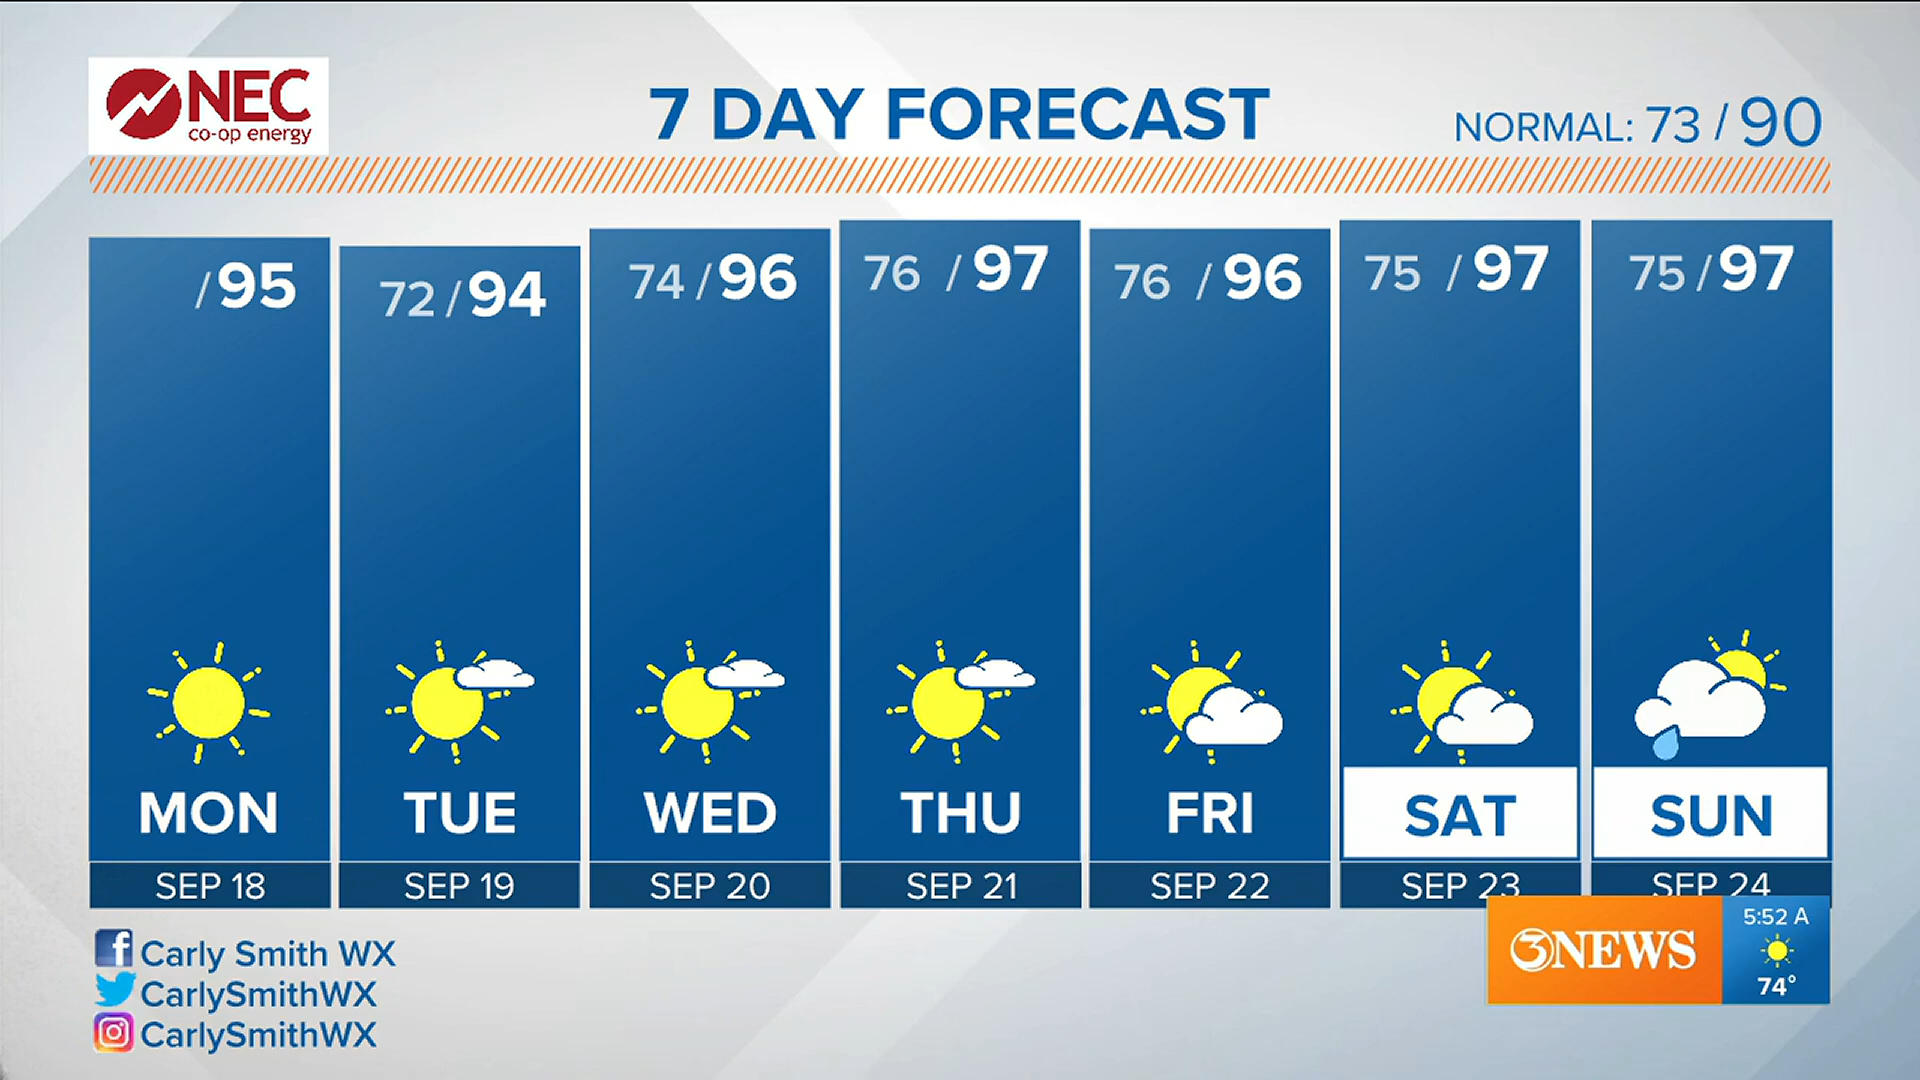 NEC
co-op energy
7 DAY FORECAST
NORMAL: 73 / 90
/95
72 / 94
74 / 96
76 / 97
76 / 96
75 / 97
75 / 97
MON
TUE
WED
THU
FRI
SAT
SUN
SEP 18
SEP 19
SEP 20
SEP 21
SEP 22
SEP 23
SEP 24
Carly Smith WX
CarlySmithWX
CarlySmithWX
3NEWS
5:52 A
74°